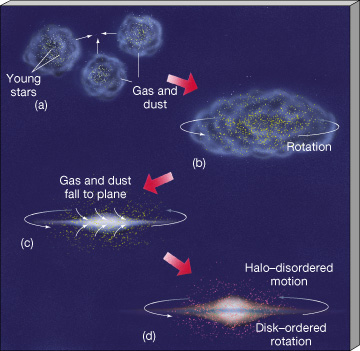 Young
stars
(a)
Gas and
dust
Rotation
(b)
Gas and dust
fall to plane
(c)
Halo–disordered
motion
Disk–ordered
rotation
(d)